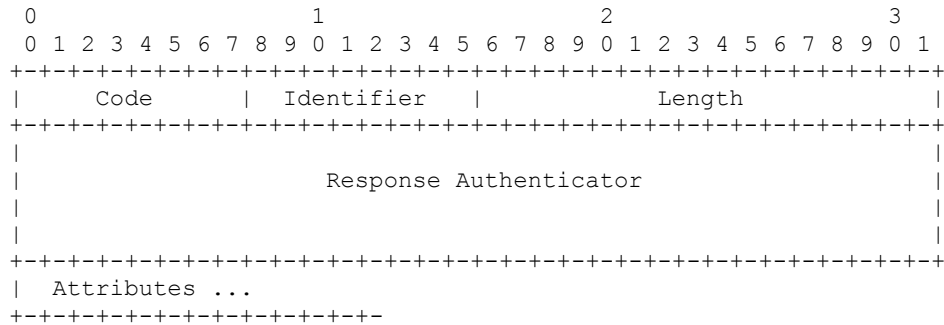 0                   1                   2                   3
 0 1 2 3 4 5 6 7 8 9 0 1 2 3 4 5 6 7 8 9 0 1 2 3 4 5 6 7 8 9 0 1
+-+-+-+-+-+-+-+-+-+-+-+-+-+-+-+-+-+-+-+-+-+-+-+-+-+-+-+-+-+-+-+-+
|     Code      |  Identifier   |            Length             |
+-+-+-+-+-+-+-+-+-+-+-+-+-+-+-+-+-+-+-+-+-+-+-+-+-+-+-+-+-+-+-+-+
|                                                               |
|                     Response Authenticator                    |
|                                                               |
|                                                               |
+-+-+-+-+-+-+-+-+-+-+-+-+-+-+-+-+-+-+-+-+-+-+-+-+-+-+-+-+-+-+-+-+
|  Attributes ...
+-+-+-+-+-+-+-+-+-+-+-+-+-